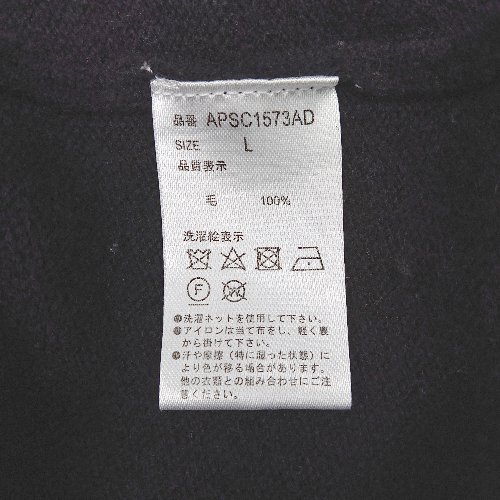 品番 APSC1573AD
SIZE L
品質表示
毛 100%
洗濯絵表示
F W
●洗濯ネットを使用して下さい。
●アイロンは当て布をし、軽く裏
から掛けて下さい。
●汗や摩擦(特に湿った状態)に
より色が移る場合があります。
他の衣類との組み合わせにご注
意ください。